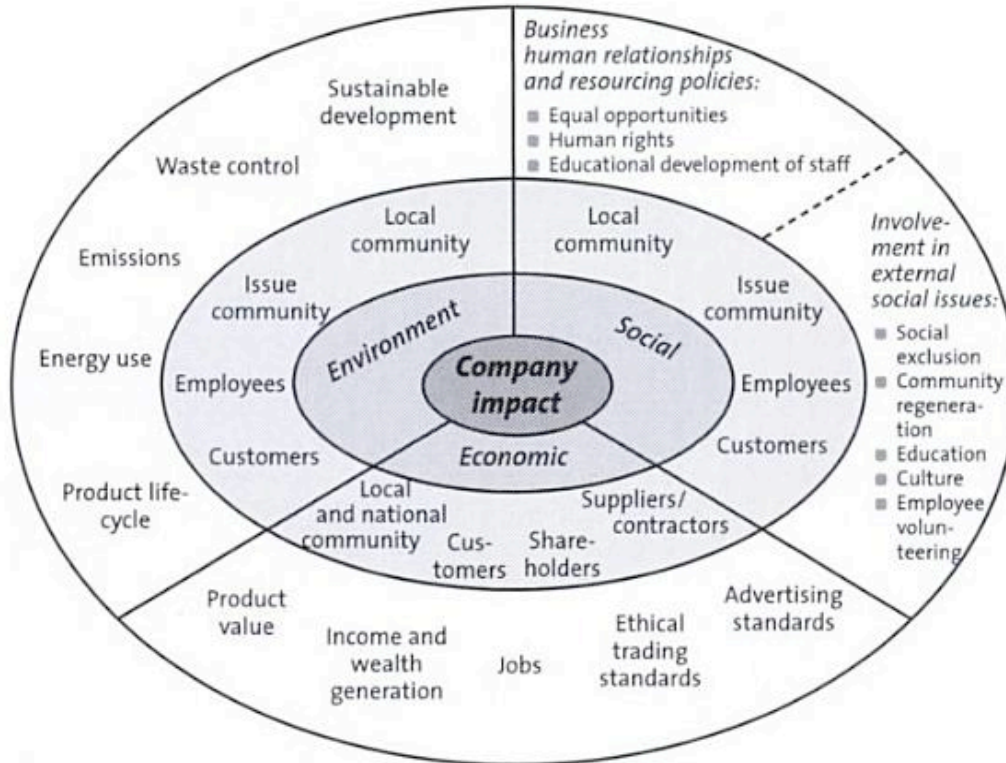 Business
human relationships
and resourcing policies:
Equal opportunities
Human rights
Educational development of staff
Sustainable
development
Waste control
Emissions
Energy use
Product life-
cycle
Local
community
Issue
community
Employees
Customers
Environment
Local
community
Issue
community
Employees
Customers
Social
Involve-
ment in
external
social issues:
Social
exclusion
Community
regenera-
tion
Education
Culture
Employee
volun-
teering
Company
impact
Economic
Local
and national
community
Cus-
tomers
Share-
holders
Suppliers/
contractors
Product
value
Income and
wealth
generation
Jobs
Ethical
trading
standards
Advertising
standards